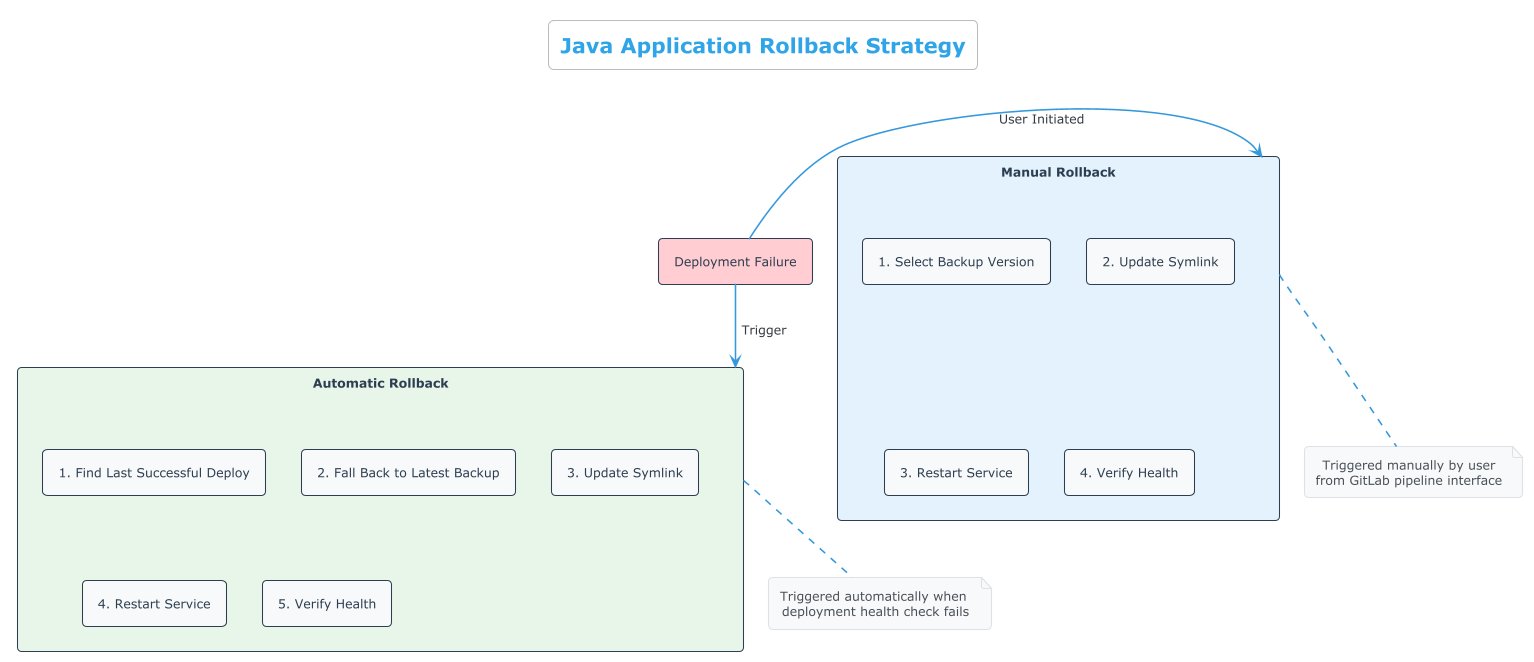 Java Application Rollback Strategy
User Initiated
Manual Rollback
Deployment Failure
1. Select Backup Version
2. Update Symlink
Trigger
Automatic Rollback
1. Find Last Successful Deploy
2. Fall Back to Latest Backup
3. Update Symlink
3. Restart Service
4. Verify Health
Triggered manually by user
from GitLab pipeline interface
4. Restart Service
5. Verify Health
Triggered automatically when
deployment health check fails